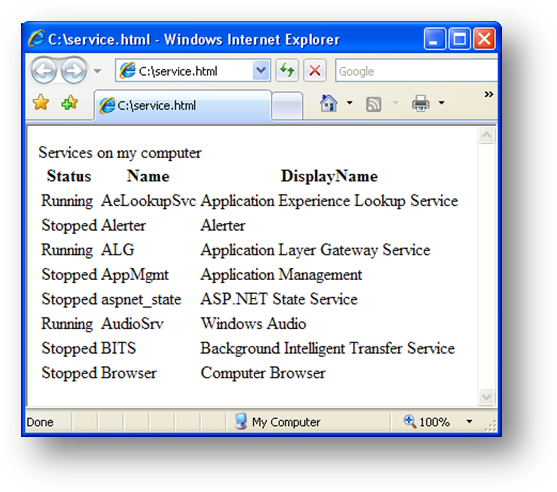 C:\service.html - Windows Internet Explorer
C:\service.html Google
C:\service.html »
Services on my computer
Status Name DisplayName
Running AeLookupSvc Application Experience Lookup Service
Stopped Alerter Alerter
Running ALG Application Layer Gateway Service
Stopped AppMgmt Application Management
Stopped aspnet_state ASP.NET State Service
Running AudioSrv Windows Audio
Stopped BITS Background Intelligent Transfer Service
Stopped Browser Computer Browser
Done My Computer 100%